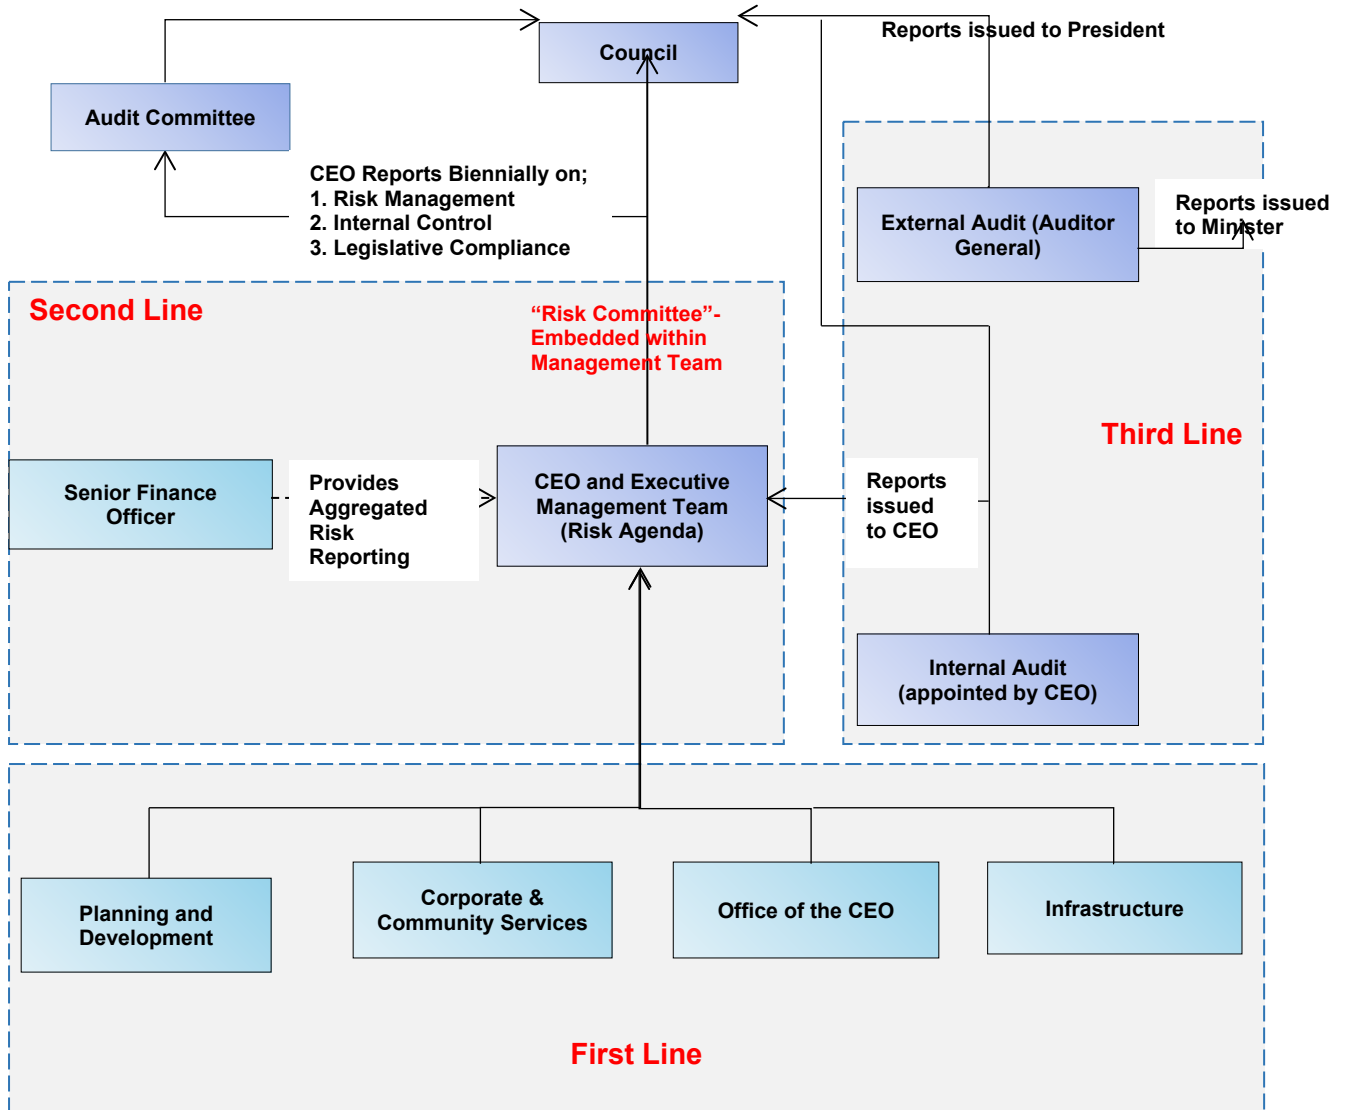 Reports issued to President
Council
Audit Committee
CEO Reports Biennially on;
1. Risk Management
2. Internal Control
3. Legislative Compliance
External Audit (Auditor
General)
Reports issued
to Minister
Second Line
“Risk Committee”-
Embedded within
Management Team
Third Line
Senior Finance
Officer
Provides
Aggregated
Risk
Reporting
CEO and Executive
Management Team
(Risk Agenda)
Reports
issued
to CEO
Internal Audit
(appointed by CEO)
Planning and
Development
Corporate &
Community Services
Office of the CEO
Infrastructure
First Line